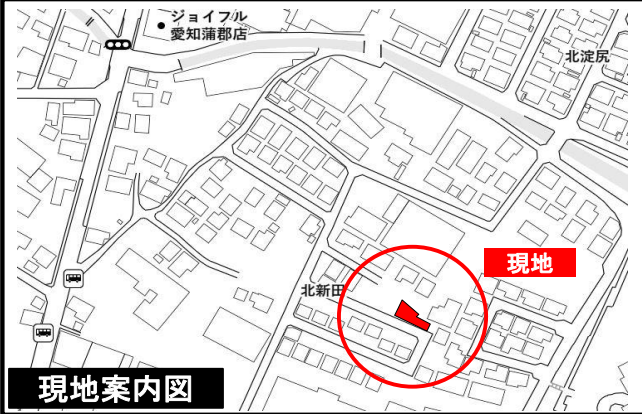 ジョイフル
愛知蒲郡店
北淀尻
現地
北新田
現地案内図